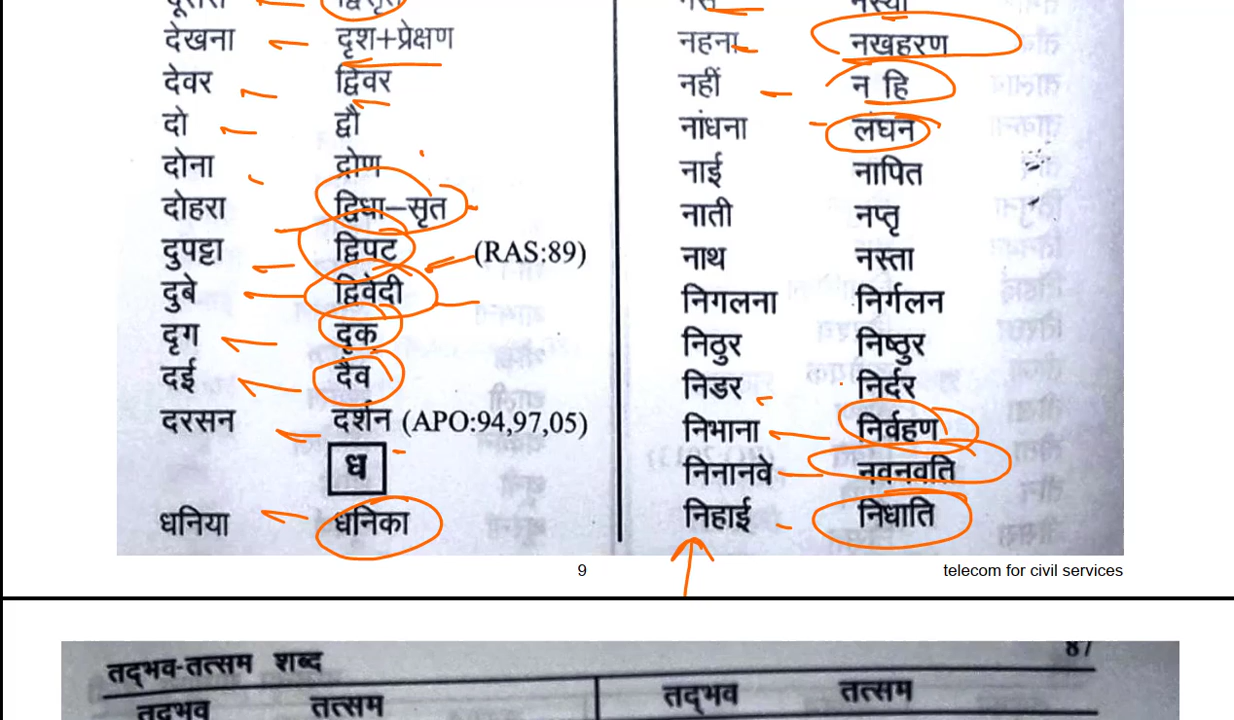 देखना दृश+प्रेक्षण
देवर द्विवर
दो द्वौ
दोना द्रोण
दोहरा द्विधा–सृत
दुपट्टा द्विपट (RAS:89)
दुबे द्विवेदी
दृग दृक
दई दैव
दरसन दर्शन (APO:94,97,05)
ध
धनिया धनिका
नहना नखहरण
नहीं न हि
नांधना लंघन
नाई नापित
नाती नप्तृ
नाथ नस्ता
निगलना निर्गलन
निठुर निष्ठुर
निडर निर्दर
निभाना निर्वहण
निनानवे नवनवति
निहाई निधाति
9
telecom for civil services
87
तद्भव-तत्सम शब्द
तद्भव तत्सम
तद्भव तत्सम